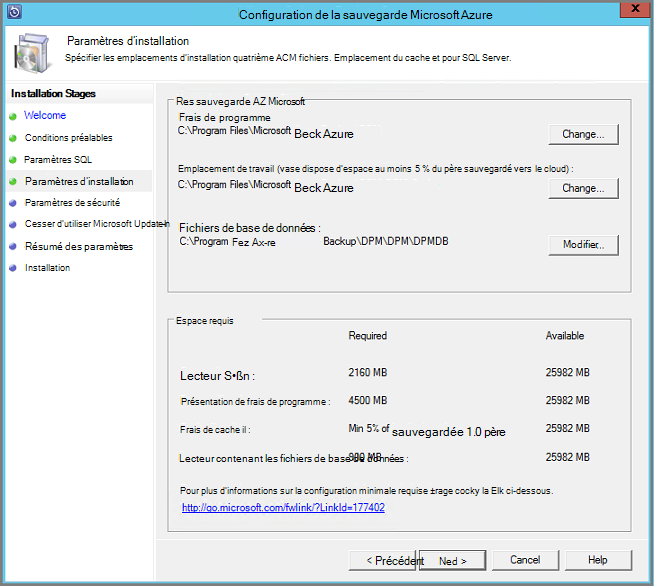 Configuration de la sauvegarde Microsoft Azure
X
Paramètres d'installation
Spécifier les emplacements d'installation quatrième ACM fichiers. Emplacement du cache et pour SQL Server.
Installation Stages
Welcome
Conditions préalables
Paramètres SQL
Paramètres d'installation
Paramètres de sécurité
Cesser d'utiliser Microsoft Update-In
Résumé des paramètres
Installation
Res sauvegarde AZ Microsoft
Frais de programme
C:\Program Files\Microsoft Beck Azure
Change...
Emplacement de travail (vase dispose d'espace au moins 5 % du père sauvegardé vers le cloud) :
C:\Program Files\Microsoft Beck Azure
Change...
Fichiers de base de données :
C:\Program Fez Ax-re Backup\DPM\DPM\DPMDB
Modifier...
Espace requis
Required Available
Lecteur S•ßn : 2160 MB 25982 MB
Présentation de frais de programme : 4500 MB 25982 MB
Frais de cache il : Min 5% of sauvegardée 1.0 père 25982 MB
Lecteur contenant les fichiers de base de données : MB 25982 MB
Pour plus d'informations sur la configuration minimale requise ±rage cocky la Elk ci-dessous.
http://go.microsoft.com/fwlink/?LinkId=177402
< Précédent Ned > Cancel Help